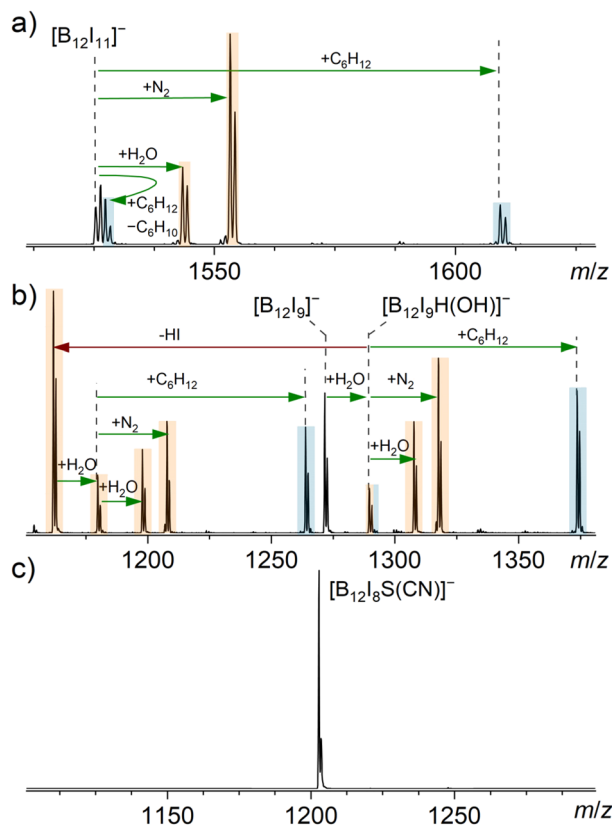 a)
[B₁₂I₁₁]⁻
+C₆H₁₂
+N₂
+H₂O
+C₆H₁₂
−C₆H₁₀
1550
1600
m/z
b)
[B₁₂I₉]⁻
[B₁₂I₉H(OH)]⁻
-HI
+C₆H₁₂
+C₆H₁₂
+H₂O
+N₂
+N₂
+H₂O
+H₂O
+H₂O
1200
1250
1300
1350
m/z
c)
[B₁₂I₈S(CN)]⁻
1150
1200
1250
m/z